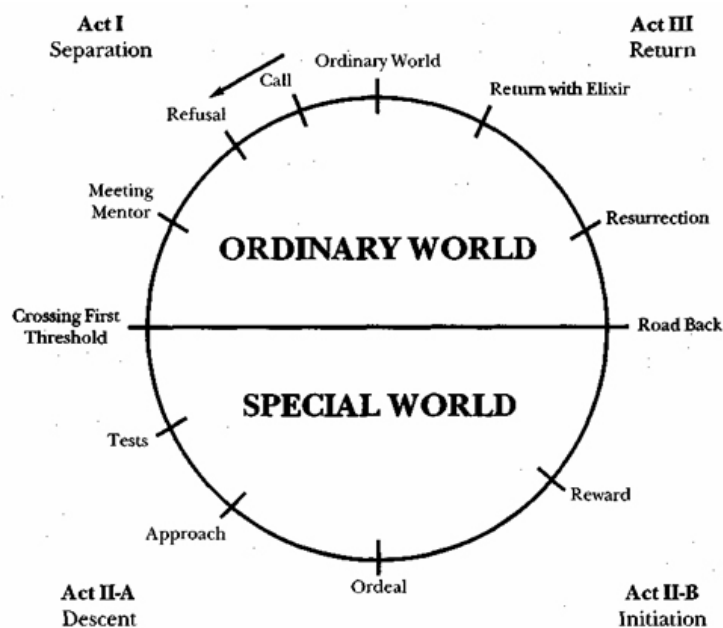 Act I
Separation
Act III
Return
Ordinary World
Call
Refusal
Meeting
Mentor
Return with Elixir
Resurrection
ORDINARY WORLD
Crossing First
Threshold
Road Back
SPECIAL WORLD
Tests
Approach
Ordeal
Reward
Act II-A
Descent
Act II-B
Initiation